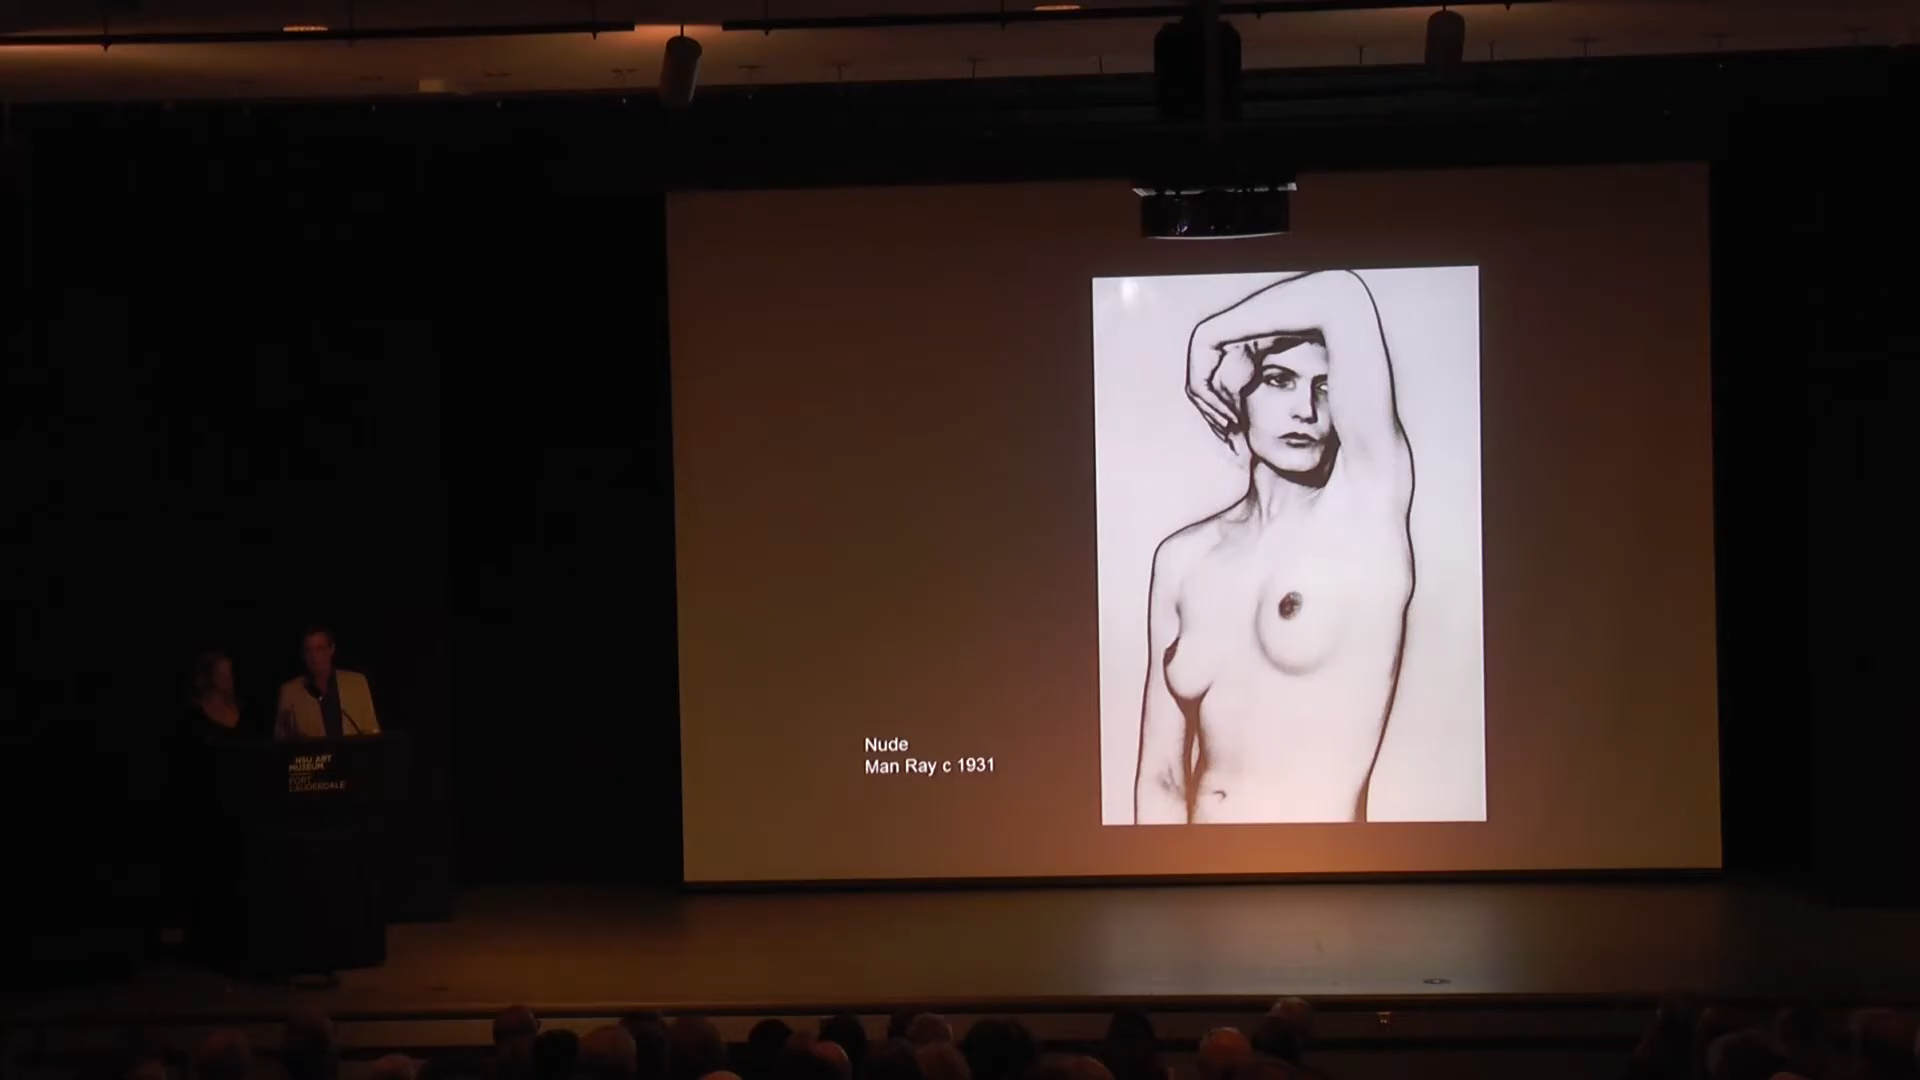 Nude
Man Ray c 1931
NSU ART
MUSEUM
FORT
LAUDERDALE